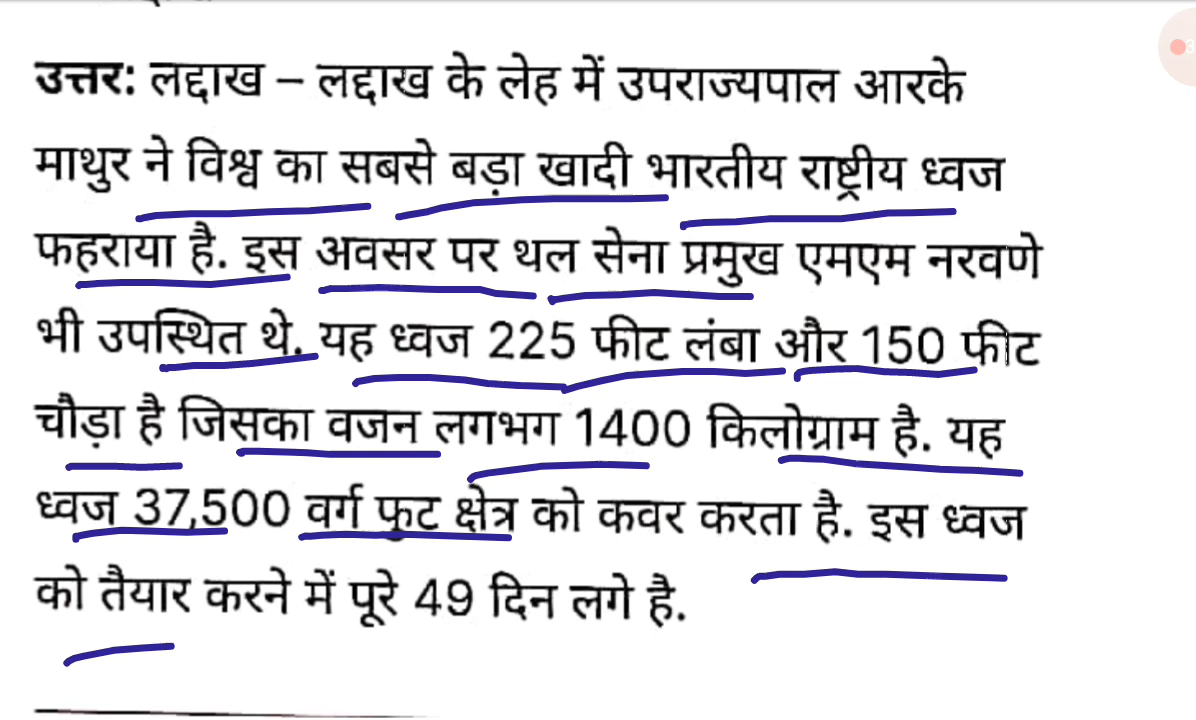 उत्तर: लद्दाख – लद्दाख के लेह में उपराज्यपाल आरके
माथुर ने विश्व का सबसे बड़ा खादी भारतीय राष्ट्रीय ध्वज
फहराया है. इस अवसर पर थल सेना प्रमुख एमएम नरवणे
भी उपस्थित थे. यह ध्वज 225 फीट लंबा और 150 फीट
चौड़ा है जिसका वजन लगभग 1400 किलोग्राम है. यह
ध्वज 37,500 वर्ग फुट क्षेत्र को कवर करता है. इस ध्वज
को तैयार करने में पूरे 49 दिन लगे है.